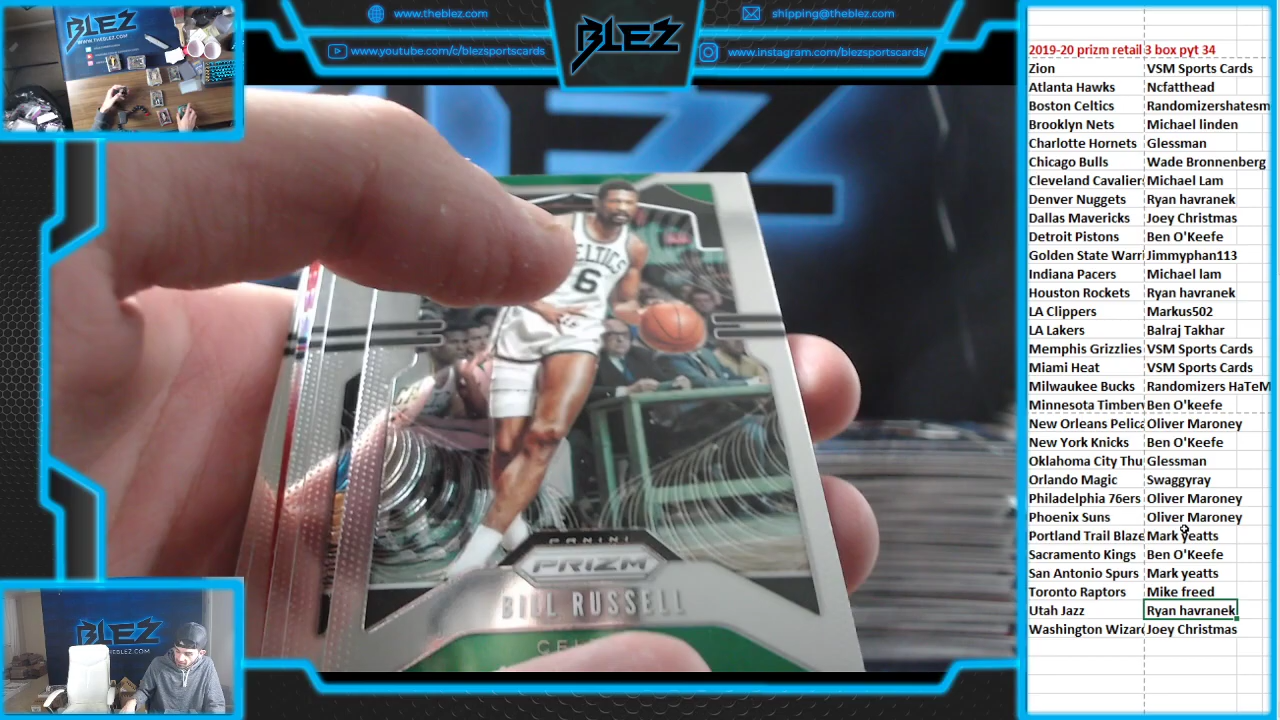 www.theblez.com
shipping@theblez.com
www.youtube.com/c/blezsportscards
www.instagram.com/blezsportscards/
BLEZ
BLEZ
BLEZ
CELTICS
6
PANINI
PRIZM
BILL RUSSELL
2019-20 prizm retail 3 box pyt 34
Zion VSM Sports Cards
Atlanta Hawks Ncfatthead
Boston Celtics Randomizershatesm
Brooklyn Nets Michael linden
Charlotte Hornets Glessman
Chicago Bulls Wade Bronnenberg
Cleveland Cavalier Michael Lam
Denver Nuggets Ryan havranek
Dallas Mavericks Joey Christmas
Detroit Pistons Ben O'Keefe
Golden State Warri Jimmyphan113
Indiana Pacers Michael lam
Houston Rockets Ryan havranek
LA Clippers Markus502
LA Lakers Balraj Takhar
Memphis Grizzlies VSM Sports Cards
Miami Heat VSM Sports Cards
Milwaukee Bucks Randomizers HaTeM
Minnesota Timber Ben O'keefe
New Orleans Pelica Oliver Maroney
New York Knicks Ben O'Keefe
Oklahoma City Thu Glessman
Orlando Magic Swaggyray
Philadelphia 76ers Oliver Maroney
Phoenix Suns Oliver Maroney
Portland Trail Blaze Mark yeatts
Sacramento Kings Ben O'Keefe
San Antonio Spurs Mark yeatts
Toronto Raptors Mike freed
Utah Jazz Ryan havranek
Washington Wizar Joey Christmas